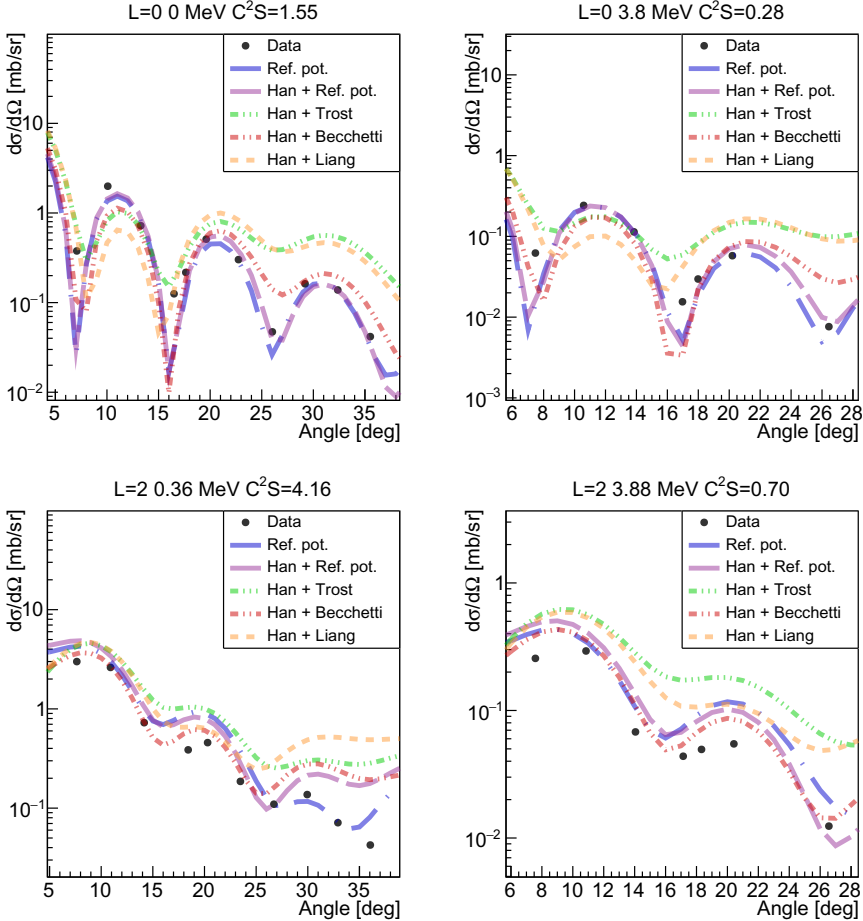 L=0 0 MeV C²S=1.55
dσ/dΩ [mb/sr]
Data
Ref. pot.
Han + Ref. pot.
Han + Trost
Han + Becchetti
Han + Liang
10
1
10⁻¹
10⁻²
5 10 15 20 25 30 35
Angle [deg]
L=0 3.8 MeV C²S=0.28
dσ/dΩ [mb/sr]
Data
Ref. pot.
Han + Ref. pot.
Han + Trost
Han + Becchetti
Han + Liang
10
1
10⁻¹
10⁻²
10⁻³
6 8 10 12 14 16 18 20 22 24 26 28
Angle [deg]
L=2 0.36 MeV C²S=4.16
dσ/dΩ [mb/sr]
Data
Ref. pot.
Han + Ref. pot.
Han + Trost
Han + Becchetti
Han + Liang
10
1
10⁻¹
5 10 15 20 25 30 35
Angle [deg]
L=2 3.88 MeV C²S=0.70
dσ/dΩ [mb/sr]
Data
Ref. pot.
Han + Ref. pot.
Han + Trost
Han + Becchetti
Han + Liang
1
10⁻¹
10⁻²
6 8 10 12 14 16 18 20 22 24 26 28
Angle [deg]